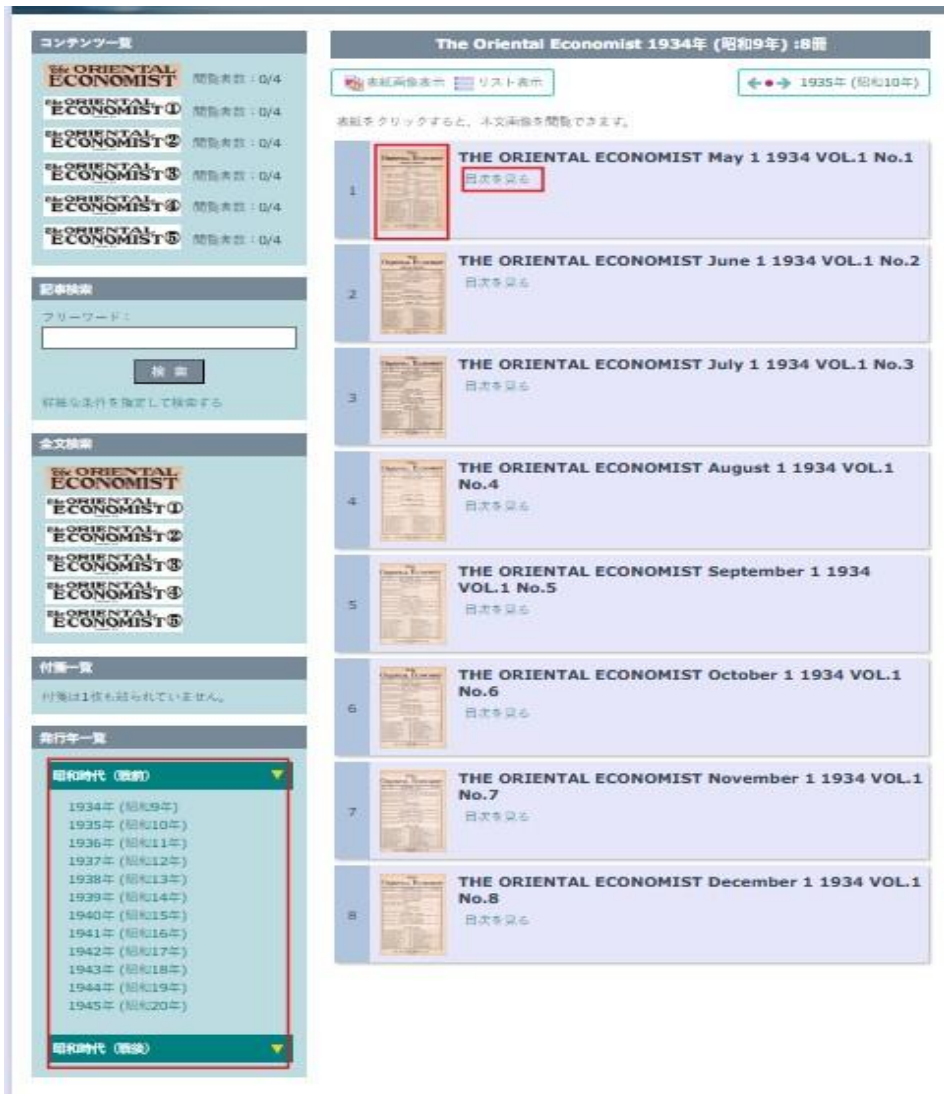 コンテンツ一覧
The ORIENTAL
ECONOMIST 閲覧者数：0/4
The ORIENTAL
ECONOMIST① 閲覧者数：0/4
The ORIENTAL
ECONOMIST② 閲覧者数：0/4
The ORIENTAL
ECONOMIST③ 閲覧者数：0/4
The ORIENTAL
ECONOMIST④ 閲覧者数：0/4
The ORIENTAL
ECONOMIST⑤ 閲覧者数：0/4
記事検索
フリーワード：
検 索
詳細な条件を指定して検索する
全文検索
The ORIENTAL
ECONOMIST
The ORIENTAL
ECONOMIST①
The ORIENTAL
ECONOMIST②
The ORIENTAL
ECONOMIST③
The ORIENTAL
ECONOMIST④
The ORIENTAL
ECONOMIST⑤
付箋一覧
付箋は1枚も貼られていません。
発行年一覧
昭和時代（戦前）
1934年 (昭和9年)
1935年 (昭和10年)
1936年 (昭和11年)
1937年 (昭和12年)
1938年 (昭和13年)
1939年 (昭和14年)
1940年 (昭和15年)
1941年 (昭和16年)
1942年 (昭和17年)
1943年 (昭和18年)
1944年 (昭和19年)
1945年 (昭和20年)
昭和時代（戦後）
The Oriental Economist 1934年 (昭和9年) :8冊
表紙画像表示 リスト表示
1935年 (昭和10年)
表紙をクリックすると、本文画像を閲覧できます。
1
THE ORIENTAL ECONOMIST May 1 1934 VOL.1 No.1
目次を見る
2
THE ORIENTAL ECONOMIST June 1 1934 VOL.1 No.2
目次を見る
3
THE ORIENTAL ECONOMIST July 1 1934 VOL.1 No.3
目次を見る
4
THE ORIENTAL ECONOMIST August 1 1934 VOL.1
No.4
目次を見る
5
THE ORIENTAL ECONOMIST September 1 1934
VOL.1 No.5
目次を見る
6
THE ORIENTAL ECONOMIST October 1 1934 VOL.1
No.6
目次を見る
7
THE ORIENTAL ECONOMIST November 1 1934 VOL.1
No.7
目次を見る
8
THE ORIENTAL ECONOMIST December 1 1934 VOL.1
No.8
目次を見る